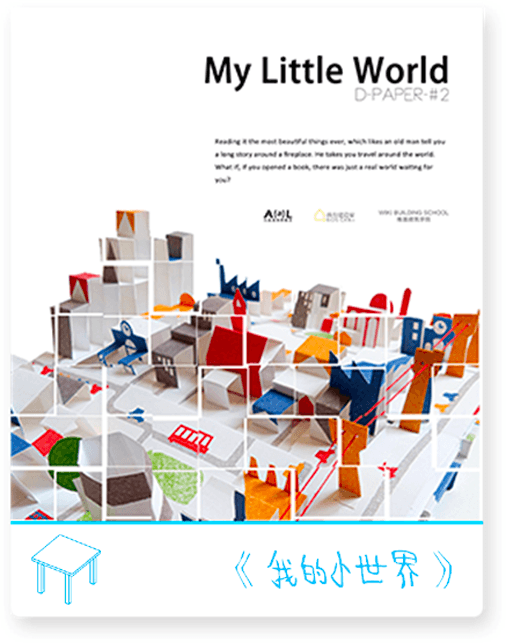 My Little World
D-PAPER-#2
Reading it the most beautiful things ever, which likes an old man tell you
a long story around a fireplace. He takes you travel around the world.
What if, if you opened a book, there was just a real world waiting for
you?
WIKI BUILDING SCHOOL
《我的小世界》